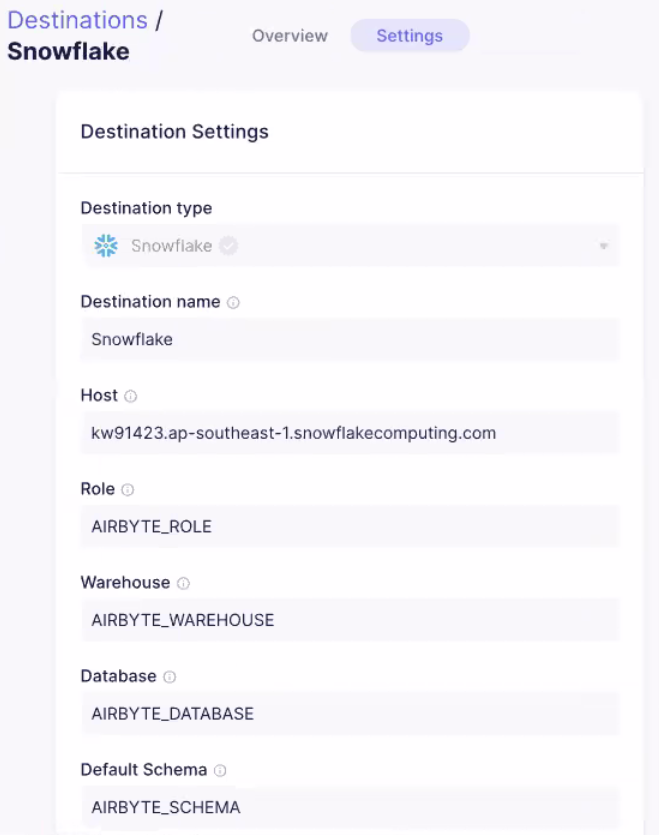 Destinations /
Snowflake
Overview
Settings
Destination Settings
Destination type
Snowflake
Destination name
Snowflake
Host
kw91423.ap-southeast-1.snowflakecomputing.com
Role
AIRBYTE_ROLE
Warehouse
AIRBYTE_WAREHOUSE
Database
AIRBYTE_DATABASE
Default Schema
AIRBYTE_SCHEMA